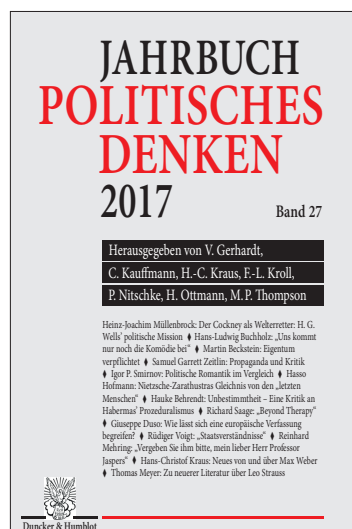 JAHRBUCH
POLITISCHES
DENKEN
2017
Band 27
Herausgegeben von V. Gerhardt,
C. Kauffmann, H.-C. Kraus, F.-L. Kroll,
P. Nitschke, H. Ottmann, M. P. Thompson
Heinz-Joachim Müllenbrock: Der Cockney als Welterretter: H. G.
Wells’ politische Mission ♦ Hans-Ludwig Buchholz: „Uns kommt
nur noch die Komödie bei“ ♦ Martin Beckstein: Eigentum
verpflichtet ♦ Samuel Garrett Zeitlin: Propaganda und Kritik
♦ Igor P. Smirnov: Politische Romantik im Vergleich ♦ Hasso
Hofmann: Nietzsche-Zarathustras Gleichnis von den „letzten
Menschen“ ♦ Hauke Behrendt: Unbestimmtheit – Eine Kritik an
Habermas’ Prozeduralismus ♦ Richard Saage: „Beyond Therapy“
♦ Giuseppe Duso: Wie lässt sich eine europäische Verfassung
begreifen? ♦ Rüdiger Voigt: „Staatsverständnisse“ ♦ Reinhard
Mehring: „Vergeben Sie ihm bitte, mein lieber Herr Professor
Jaspers“ ♦ Hans-Christof Kraus: Neues von und über Max Weber
♦ Thomas Meyer: Zu neuerer Literatur über Leo Strauss
Duncker & Humblot